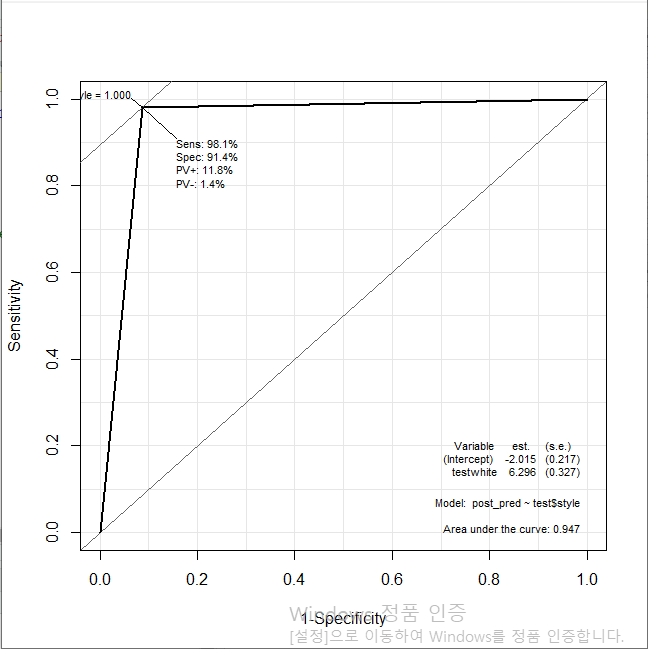 yle = 1.000
Sens: 98.1%
Spec: 91.4%
PV+: 11.8%
PV-: 1.4%
1.0
0.8
0.6
0.4
0.2
0.0
Sensitivity
Variable est. (s.e.)
(Intercept) -2.015 (0.217)
testwhite 6.296 (0.327)
Model: post_pred ~ test$style
Area under the curve: 0.947
0.0 0.2 0.4 0.6 0.8 1.0
1-Specificity
Windows 정품 인증
[설정]으로 이동하여 Windows를 정품 인증합니다.